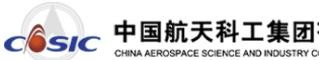 CASIC
中国航天科工集团
CHINA AEROSPACE SCIENCE AND INDUSTRY